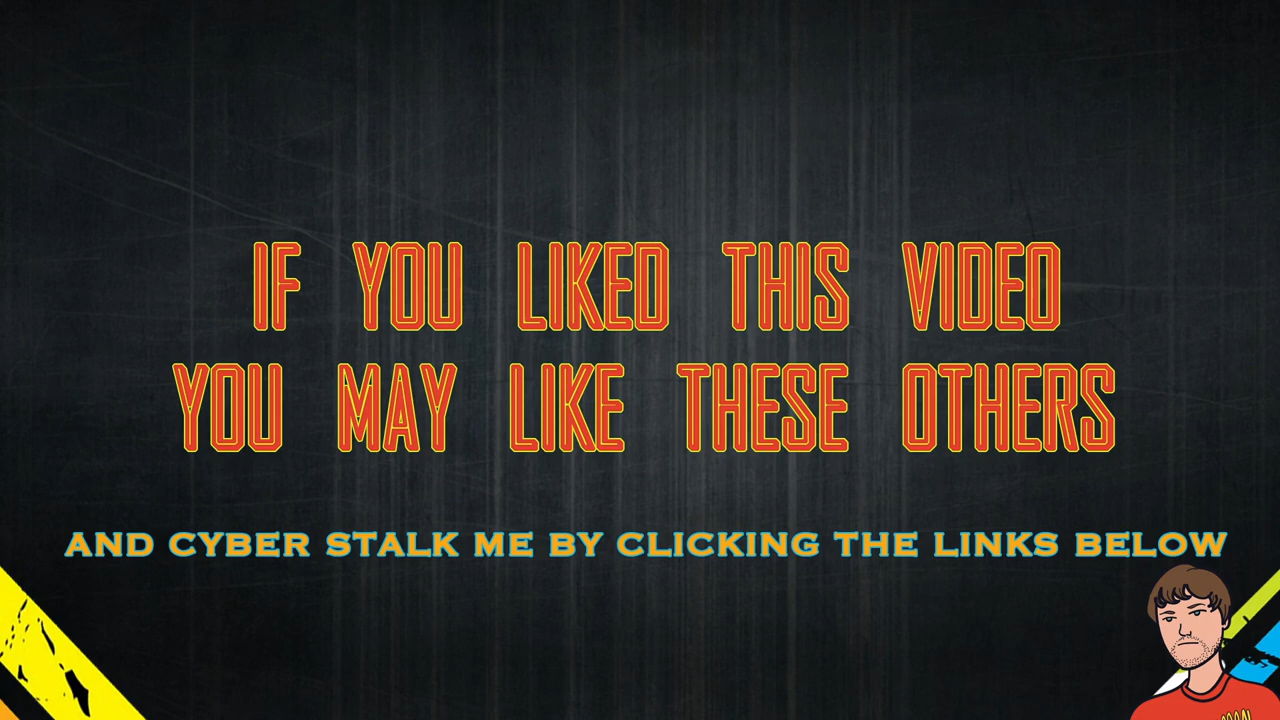 IF YOU LIKED THIS VIDEO
YOU MAY LIKE THESE OTHERS
AND CYBER STALK ME BY CLICKING THE LINKS BELOW